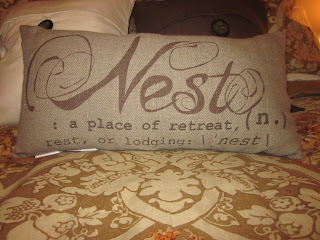 Nest
: a place of retreat, (n.)
rest, or lodging: | 'nest |